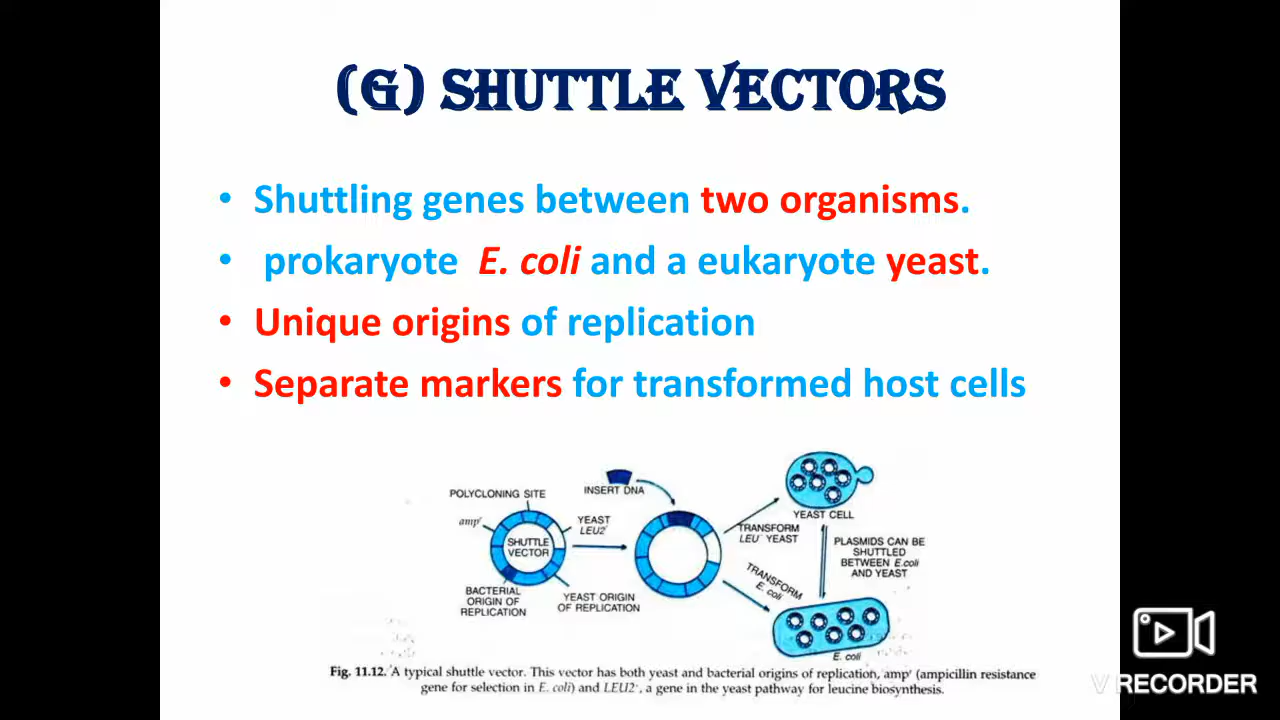 (G) SHUTTLE VECTORS
• Shuttling genes between two organisms.
• prokaryote E. coli and a eukaryote yeast.
• Unique origins of replication
• Separate markers for transformed host cells
POLYCLONING SITE
ampʳ
YEAST
LEU2⁺
SHUTTLE
VECTOR
BACTERIAL
ORIGIN OF
REPLICATION
YEAST ORIGIN
OF REPLICATION
INSERT DNA
TRANSFORM
LEU⁻ YEAST
TRANSFORM
E. coli
YEAST CELL
PLASMIDS CAN BE
SHUTTLED
BETWEEN E.coli
AND YEAST
E. coli
Fig. 11.12. A typical shuttle vector. This vector has both yeast and bacterial origins of replication, ampʳ (ampicillin resistance
gene for selection in E. coli) and LEU2⁺, a gene in the yeast pathway for leucine biosynthesis.
V RECORDER